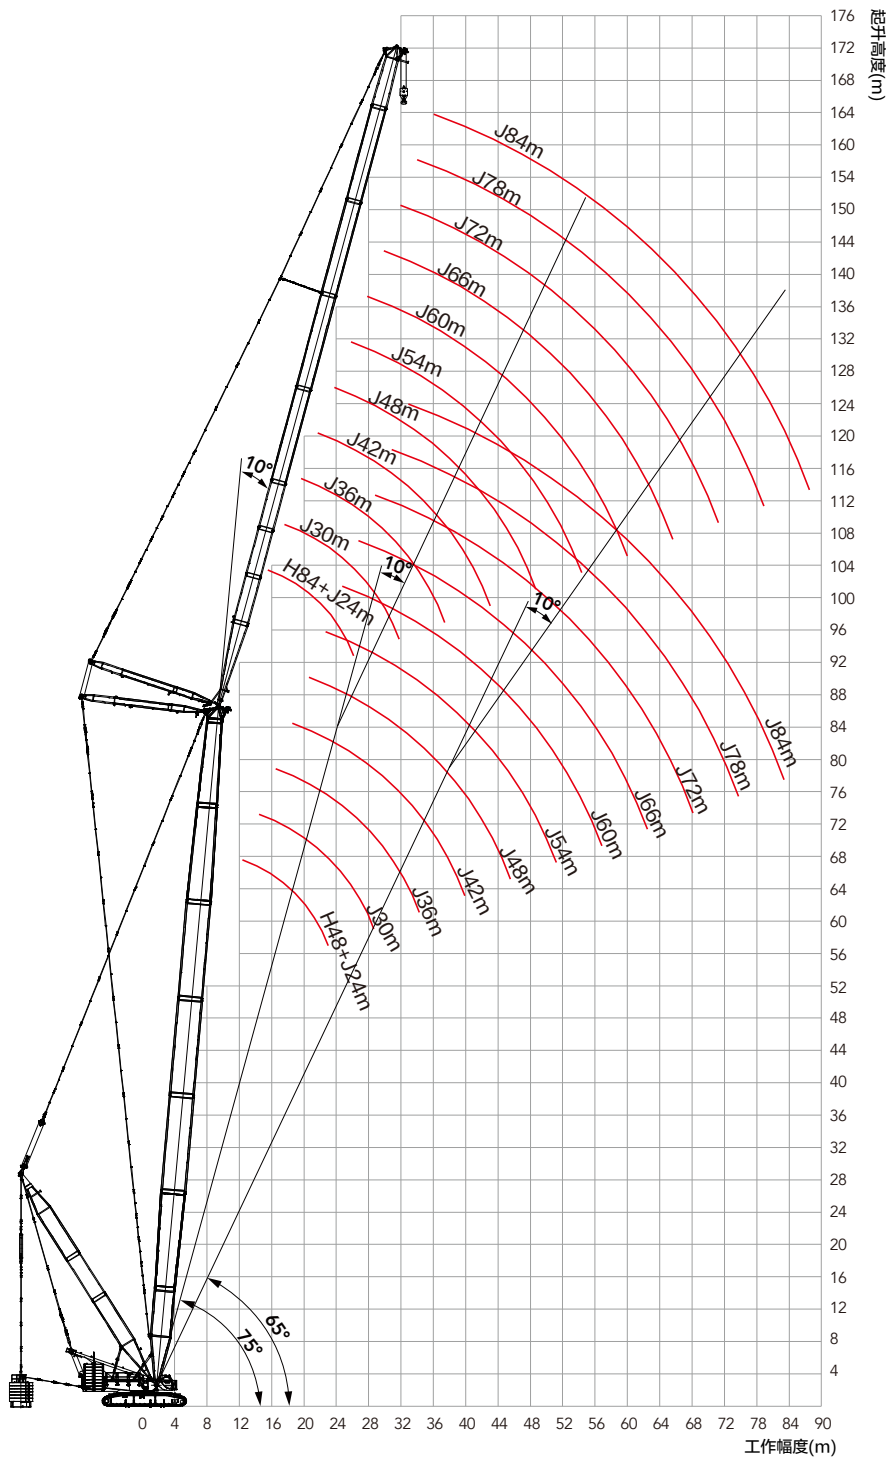 176
起升高度(m)
172
168
164
160
154
150
144
140
136
132
128
124
120
116
112
108
104
100
96
92
88
84
80
76
72
68
64
60
56
52
48
44
40
36
32
28
24
20
16
12
8
4
J84m
J78m
J72m
J66m
J60m
J54m
J48m
J42m
J36m
J30m
H84+J24m
10°
10°
10°
J84m
J78m
J72m
J66m
J60m
J54m
J48m
J42m
J36m
J30m
H48+J24m
65°
75°
0 4 8 12 16 20 24 28 32 36 40 44 48 52 56 60 64 68 72 78 84 90
工作幅度(m)